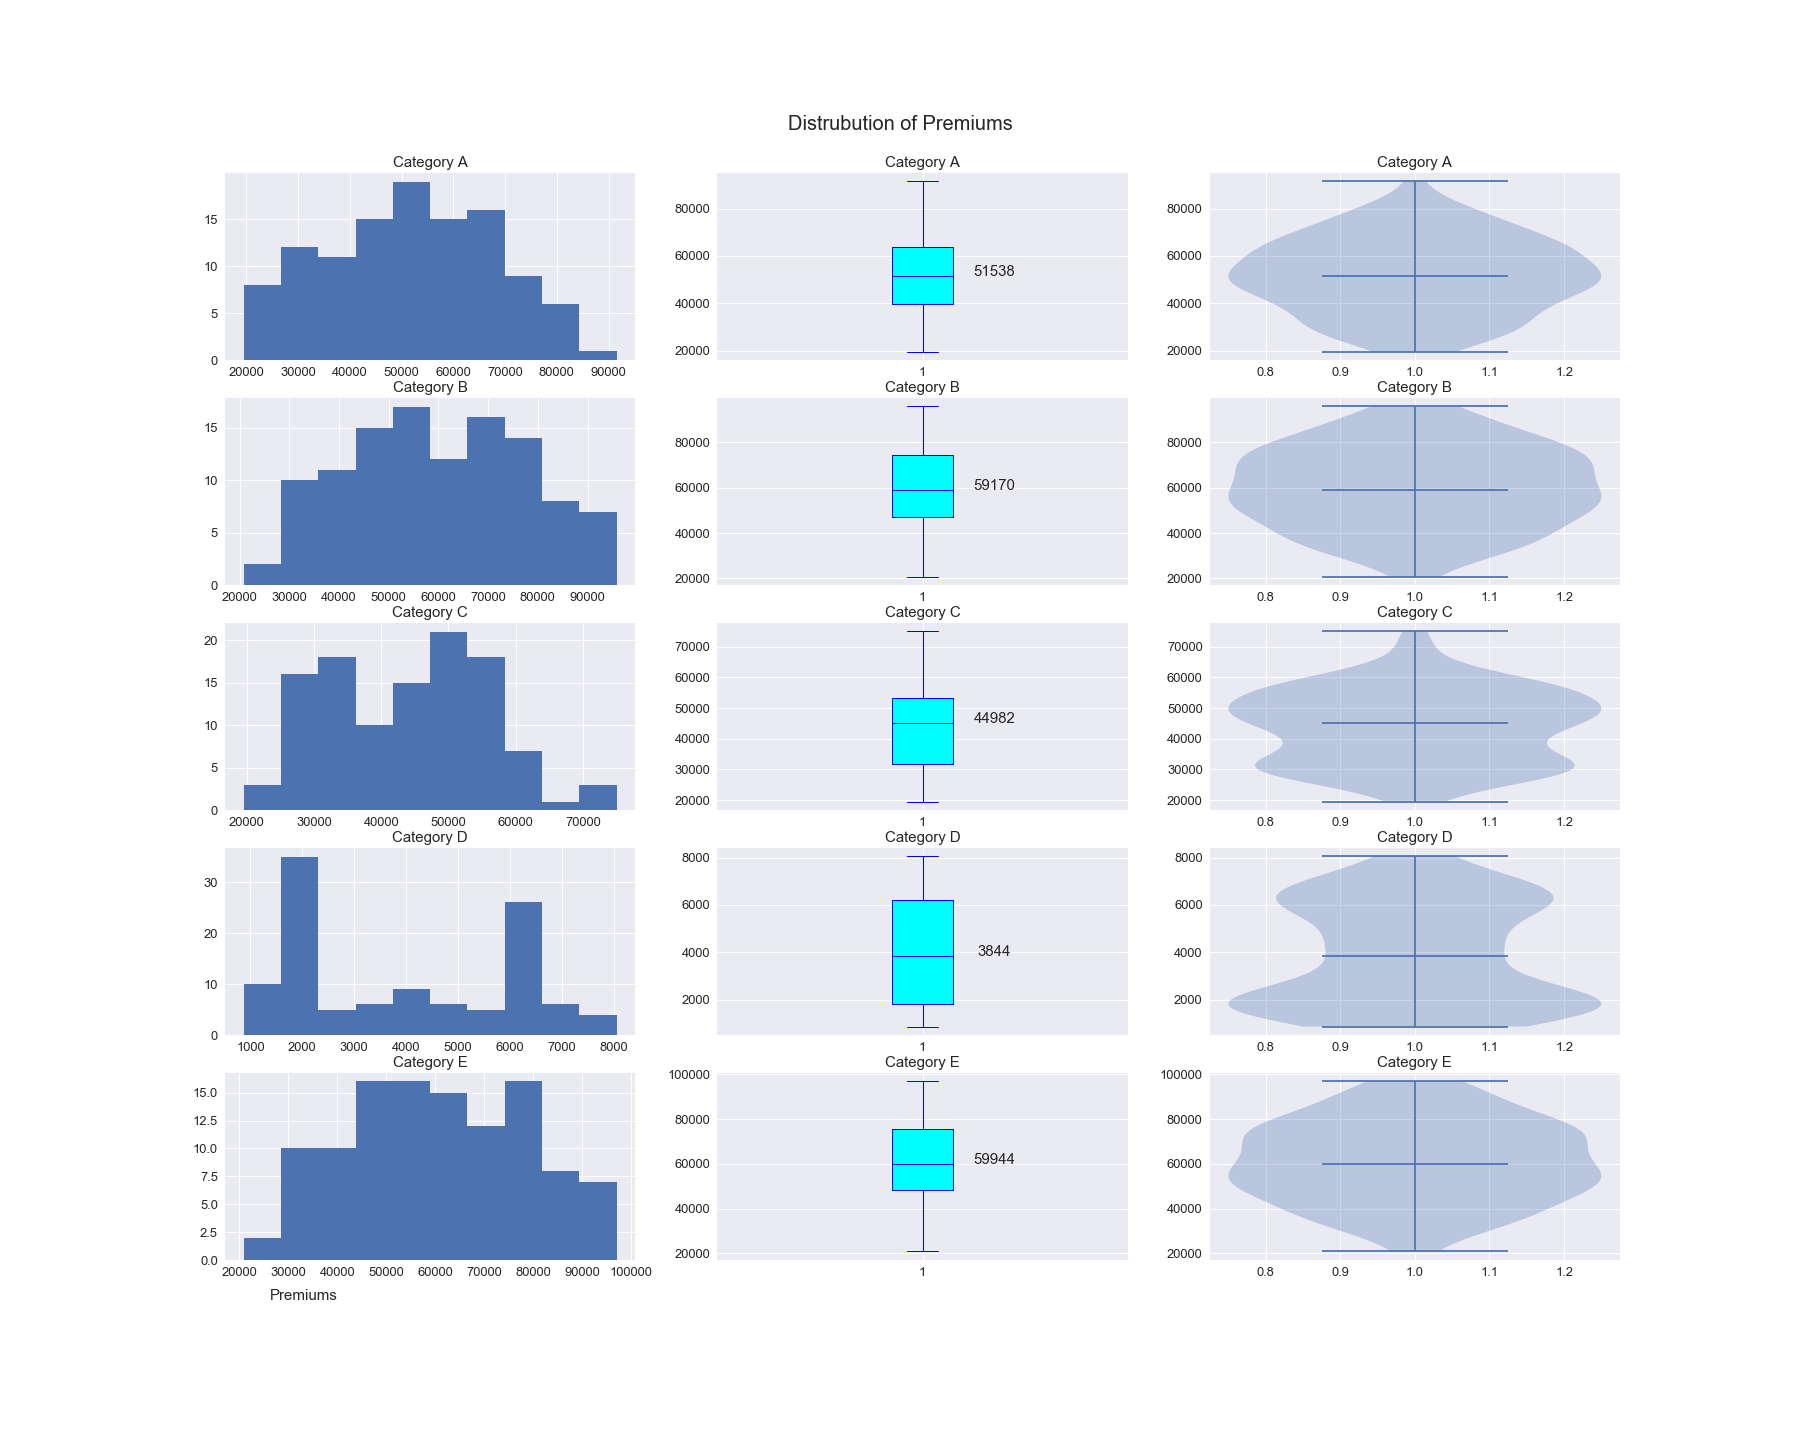 Distrubution of Premiums
Category A
15
10
5
0
20000 30000 40000 50000 60000 70000 80000 90000
Category A
80000
60000
40000
20000
51538
1
Category A
80000
60000
40000
20000
0.8 0.9 1.0 1.1 1.2
Category B
15
10
5
0
20000 30000 40000 50000 60000 70000 80000 90000
Category B
80000
60000
40000
20000
59170
1
Category B
80000
60000
40000
20000
0.8 0.9 1.0 1.1 1.2
Category C
20
15
10
5
0
20000 30000 40000 50000 60000 70000
Category C
70000
60000
50000
40000
30000
20000
44982
1
Category C
70000
60000
50000
40000
30000
20000
0.8 0.9 1.0 1.1 1.2
Category D
30
20
10
0
1000 2000 3000 4000 5000 6000 7000 8000
Category D
8000
6000
4000
2000
3844
1
Category D
8000
6000
4000
2000
0.8 0.9 1.0 1.1 1.2
Category E
15.0
12.5
10.0
7.5
5.0
2.5
0.0
20000 30000 40000 50000 60000 70000 80000 90000 100000
Premiums
Category E
100000
80000
60000
40000
20000
59944
1
Category E
100000
80000
60000
40000
20000
0.8 0.9 1.0 1.1 1.2